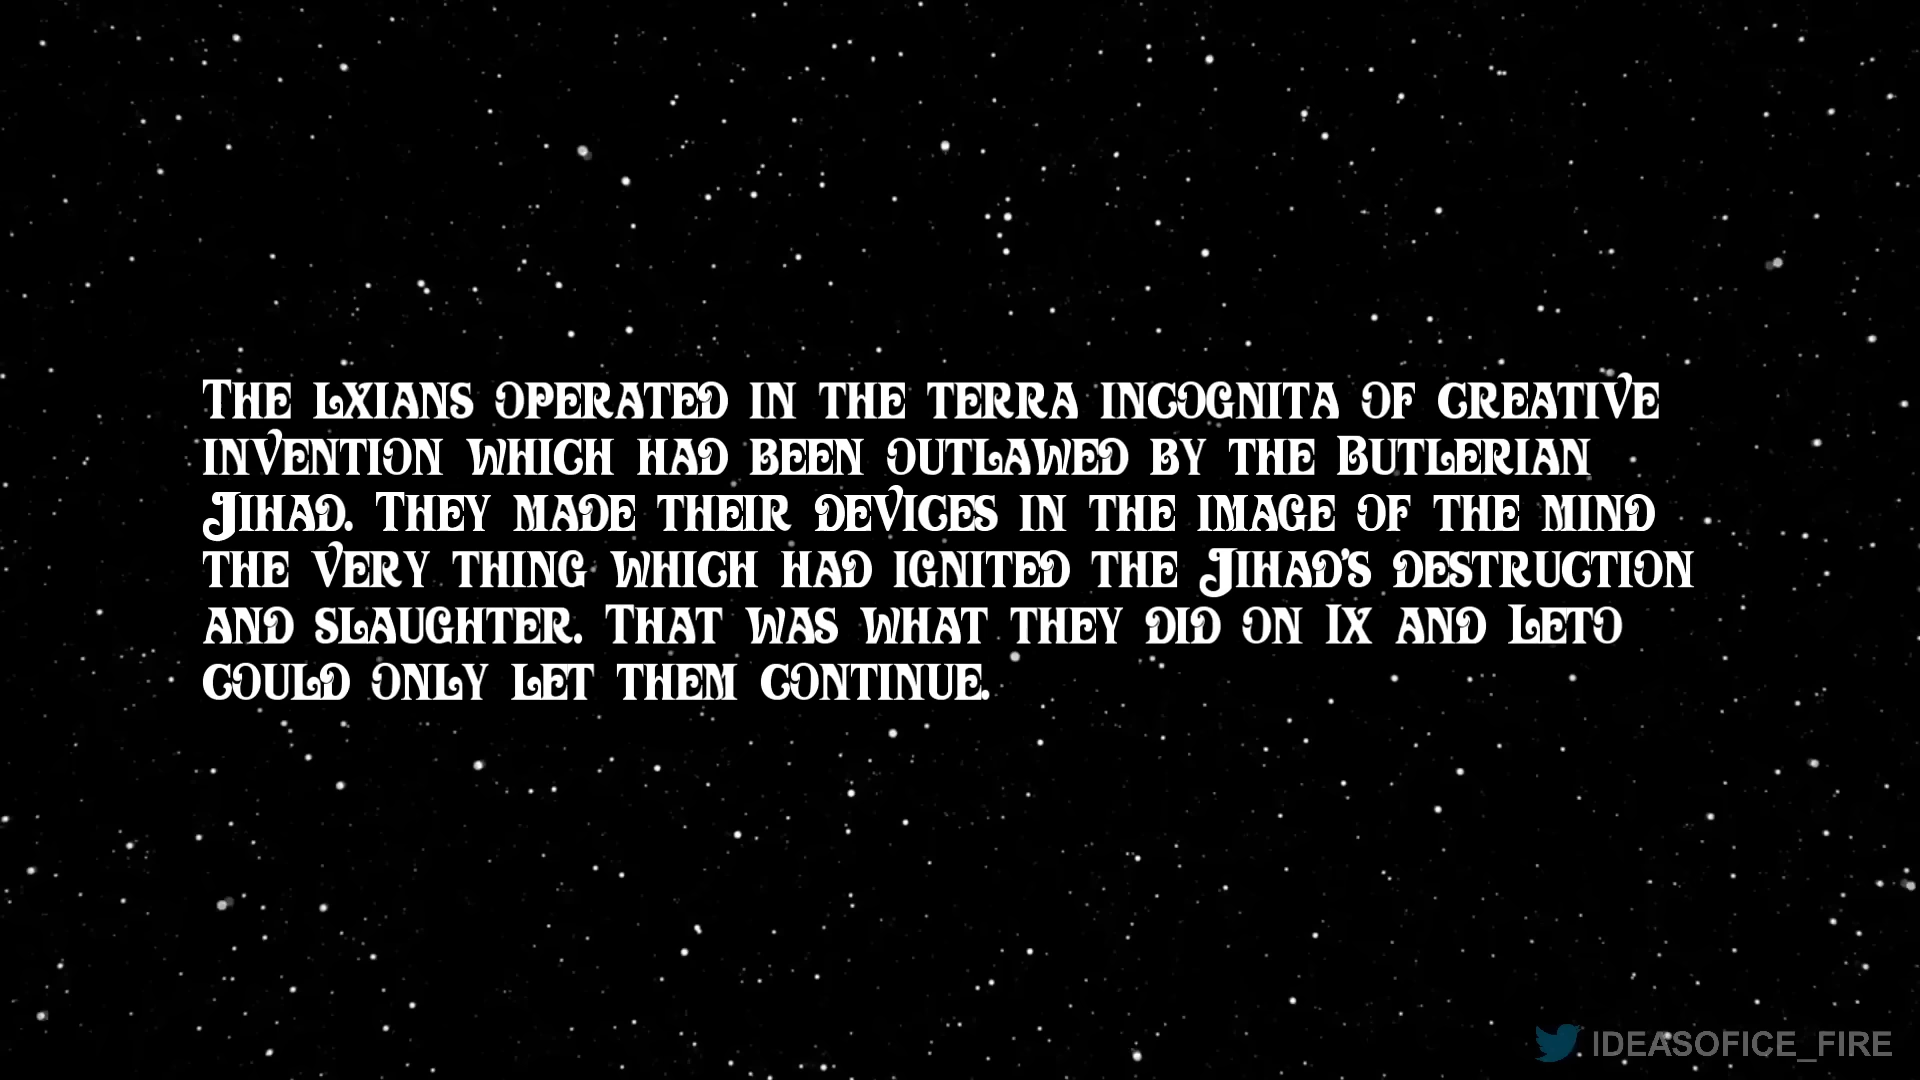 The lxians operated in the terra incognita of creative
invention which had been outlawed by the Butlerian
Jihad. They made their devices in the image of the mind
the very thing which had ignited the Jihad's destruction
and slaughter. That was what they did on Ix and Leto
could only let them continue.
IDEASOFICE_FIRE